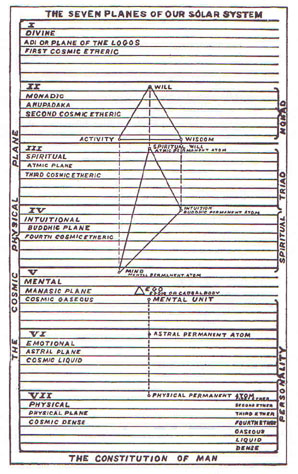 THE SEVEN PLANES OF OUR SOLAR SYSTEM
I
DIVINE
ADI OR PLANE OF THE LOGOS
FIRST COSMIC ETHERIC
II
MONADIC
ANUPADAKA
SECOND COSMIC ETHERIC
WILL
ACTIVITY
WISDOM
MONAD
III
SPIRITUAL
ATMIC PLANE
THIRD COSMIC ETHERIC
SPIRITUAL WILL
ATMIC PERMANENT ATOM
IV
INTUITIONAL
BUDDHIC PLANE
FOURTH COSMIC ETHERIC
INTUITION
BUDDHIC PERMANENT ATOM
SPIRITUAL TRIAD
V
MENTAL
MANASIC PLANE
COSMIC GASEOUS
MIND
MENTAL PERMANENT ATOM
EGO
EGOIC OR CAUSAL BODY
MENTAL UNIT
VI
EMOTIONAL
ASTRAL PLANE
COSMIC LIQUID
ASTRAL PERMANENT ATOM
VII
PHYSICAL
PHYSICAL PLANE
COSMIC DENSE
PHYSICAL PERMANENT ATOM
SECOND ETHER
THIRD ETHER
FOURTH ETHER
GASEOUS
LIQUID
DENSE
PERSONALITY
THE COSMIC PHYSICAL PLANE
THE CONSTITUTION OF MAN